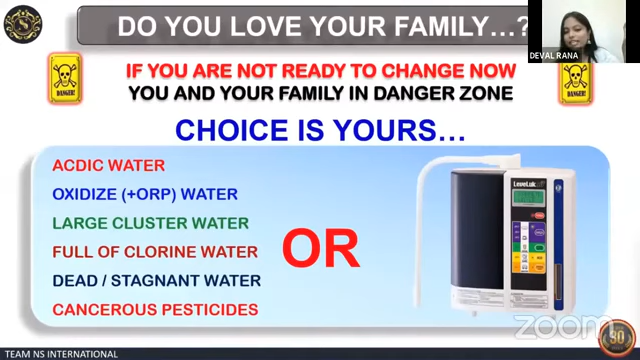 DO YOU LOVE YOUR FAMILY...?
DEVAL RANA
IF YOU ARE NOT READY TO CHANGE NOW
YOU AND YOUR FAMILY IN DANGER ZONE
DANGER!
DANGER!
CHOICE IS YOURS...
ACDIC WATER
OXIDIZE (+ORP) WATER
LARGE CLUSTER WATER
FULL OF CLORINE WATER
DEAD / STAGNANT WATER
CANCEROUS PESTICIDES
OR
LeveLuk
zoom
90
TEAM NS INTERNATIONAL